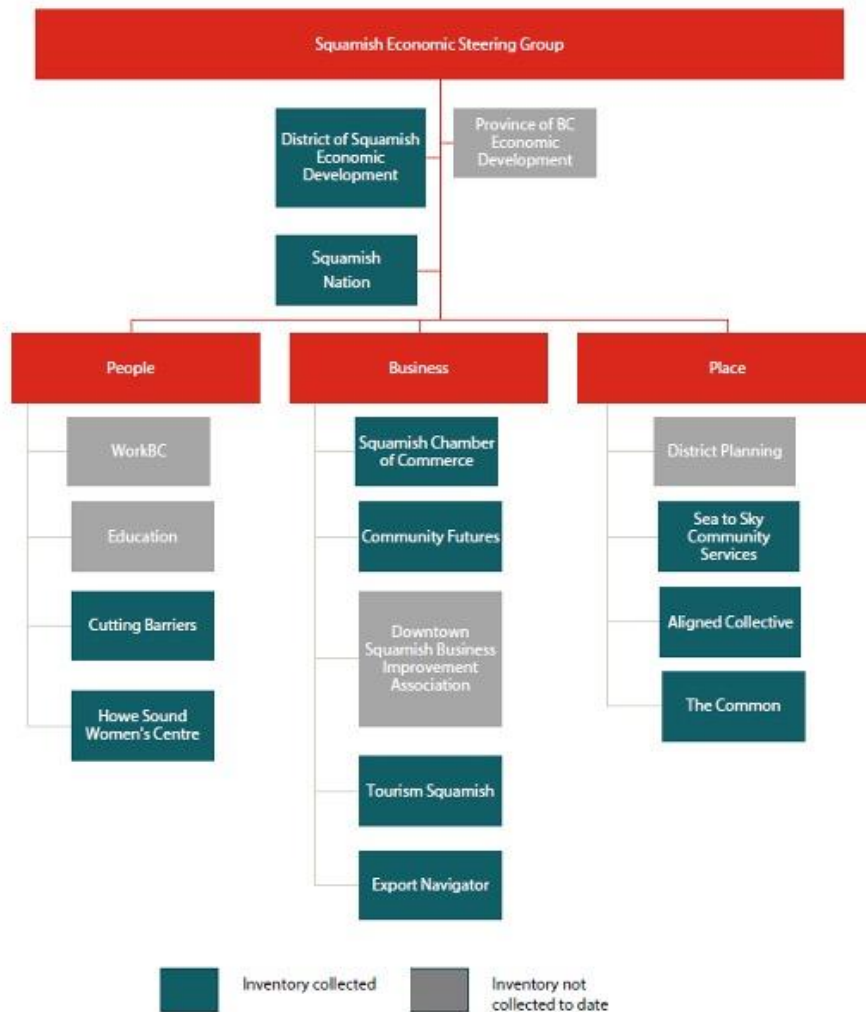 Squamish Economic Steering Group
District of Squamish
Economic
Development
Province of BC
Economic
Development
Squamish
Nation
People
Business
Place
WorkBC
Education
Cutting Barriers
Howe Sound
Women's Centre
Squamish Chamber
of Commerce
Community Futures
Downtown
Squamish Business
Improvement
Association
Tourism Squamish
Export Navigator
District Planning
Sea to Sky
Community
Services
Aligned Collective
The Common
Inventory collected
Inventory not
collected to date